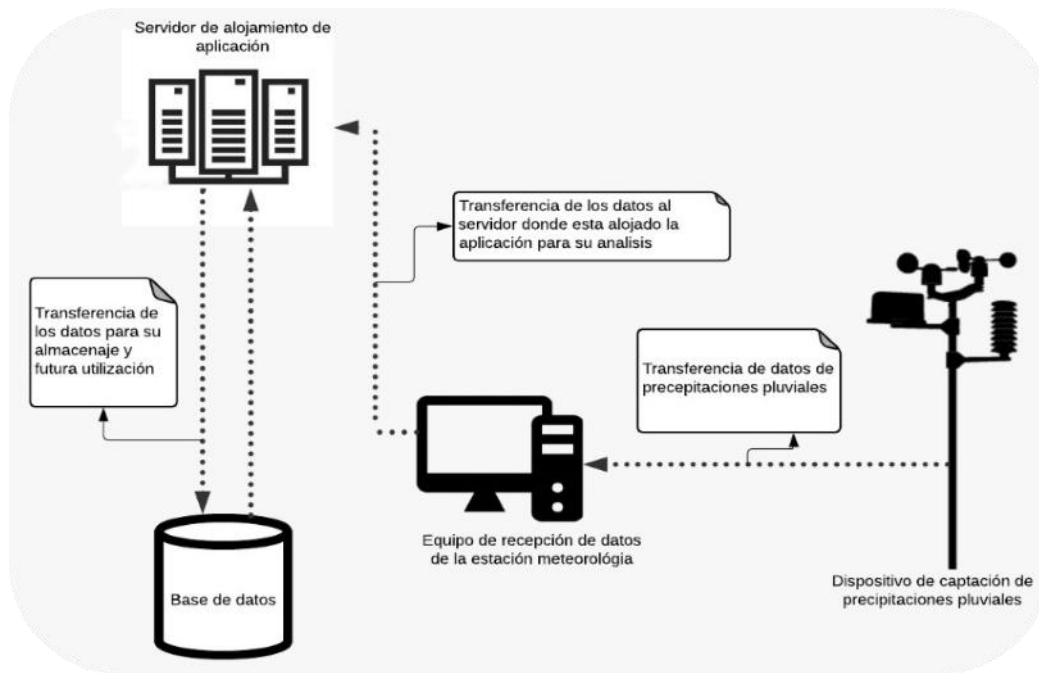 Servidor de alojamiento de
aplicación
Transferencia de los datos al
servidor donde esta alojado la
aplicación para su analisis
Transferencia de
los datos para su
almacenaje y
futura utilización
Transferencia de datos de
precepitaciones pluviales
Equipo de recepción de datos
de la estación meteorológia
Base de datos
Dispositivo de captación de
precipitaciones pluviales